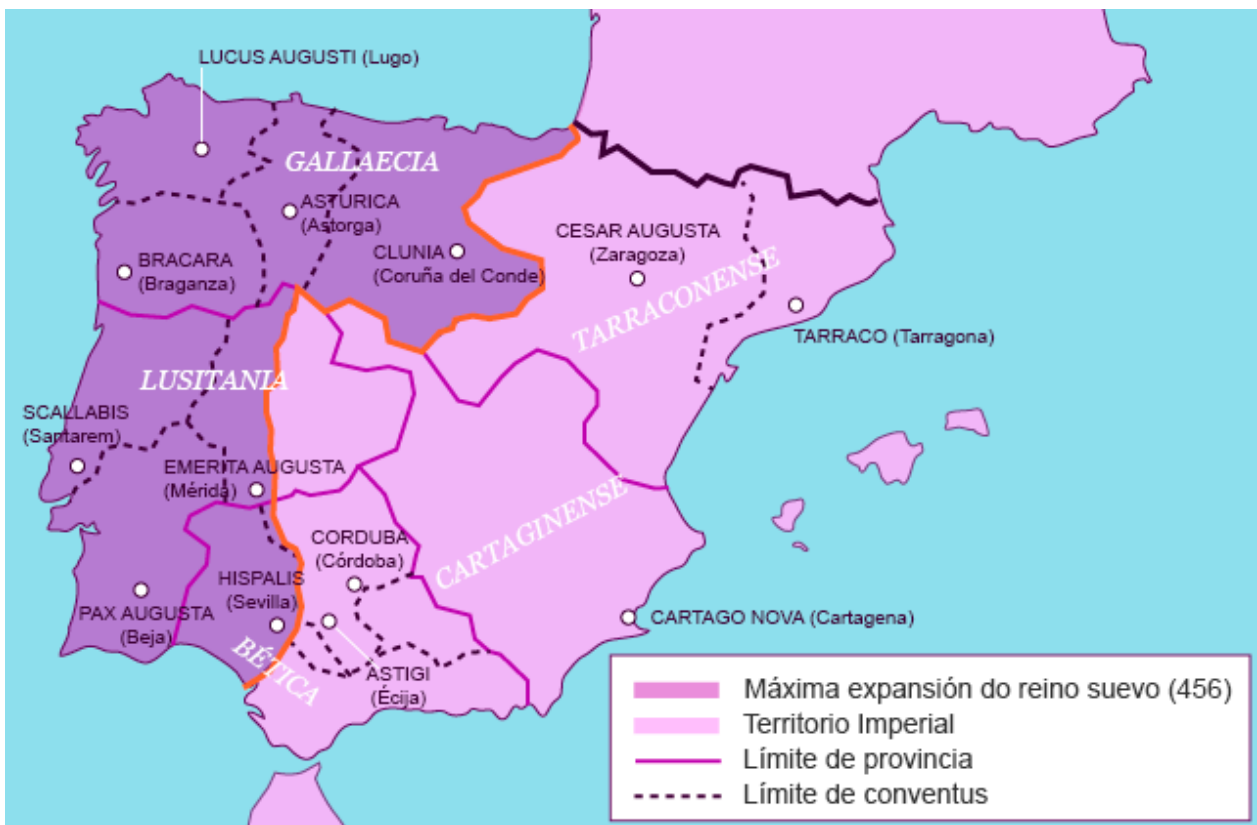 LUCUS AUGUSTI (Lugo)
GALLAECIA
ASTURICA
(Astorga)
CESAR AUGUSTA
(Zaragoza)
BRACARA
(Braganza)
CLUNIA
(Coruña del Conde)
TARRACONENSE
TARRACO (Tarragona)
LUSITANIA
SCALLABIS
(Santarem)
EMERITA AUGUSTA
(Mérida)
CARTAGINENSE
CORDUBA
(Córdoba)
HISPALIS
(Sevilla)
PAX AUGUSTA
(Beja)
CARTAGO NOVA (Cartagena)
BÉTICA
ASTIGI
(Écija)
Máxima expansión do reino suevo (456)
Territorio Imperial
Límite de provincia
Límite de conventus